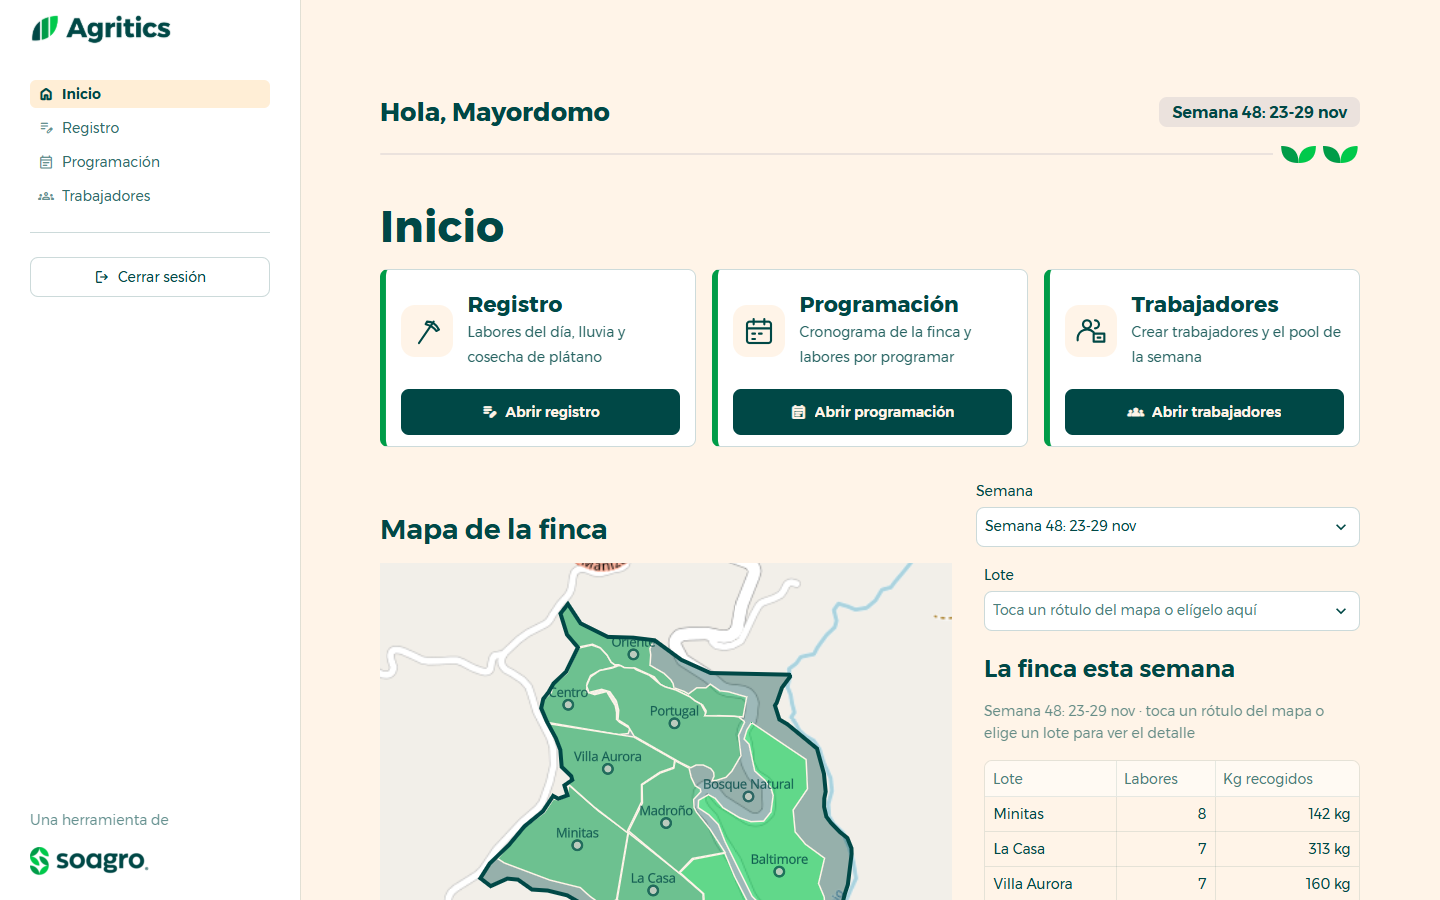 Agritics
Inicio
Registro
Programación
Trabajadores
Cerrar sesión
Una herramienta de
soagro.
Hola, Mayordomo
Semana 48: 23-29 nov
Inicio
Registro
Labores del día, lluvia y
cosecha de plátano
Abrir registro
Programación
Cronograma de la finca y
labores por programar
Abrir programación
Trabajadores
Crear trabajadores y el pool de
la semana
Abrir trabajadores
Mapa de la finca
Oriente
Centro
Portugal
Villa Aurora
Bosque Natural
Madroño
Minitas
Baltimore
La Casa
Semana
Semana 48: 23-29 nov
Lote
Toca un rótulo del mapa o elígelo aquí
La finca esta semana
Semana 48: 23-29 nov · toca un rótulo del mapa o
elige un lote para ver el detalle
Lote Labores Kg recogidos
Minitas 8 142 kg
La Casa 7 313 kg
Villa Aurora 7 160 kg